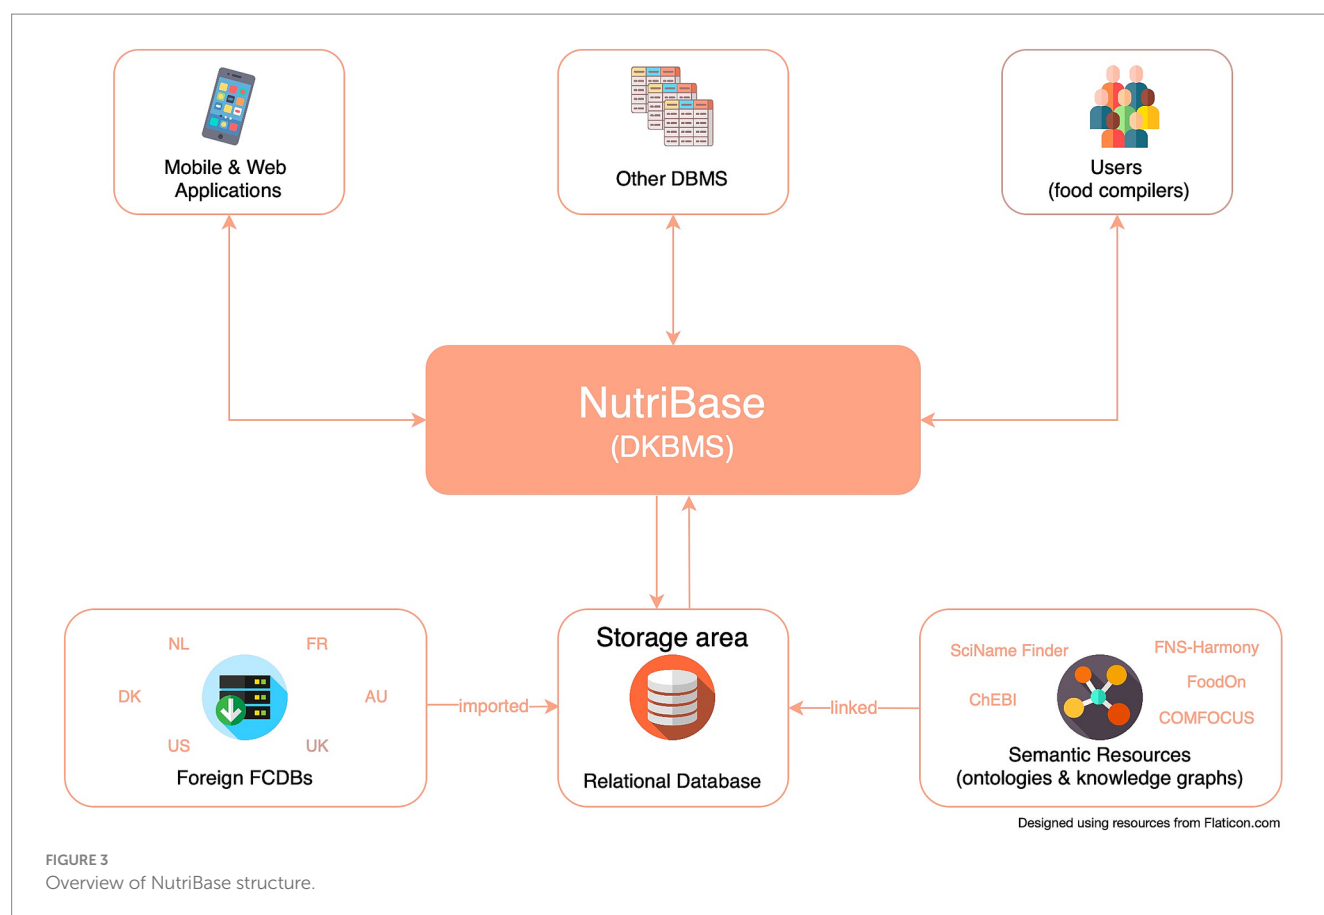 Mobile & Web
Applications
Other DBMS
Users
(food compilers)
NutriBase
(DKBMS)
NL
FR
DK
AU
US
UK
Foreign FCDBs
imported
Storage area
Relational Database
linked
SciName Finder
FNS-Harmony
FoodOn
ChEBI
COMFOCUS
Semantic Resources
(ontologies & knowledge graphs)
Designed using resources from Flaticon.com
FIGURE 3
Overview of NutriBase structure.